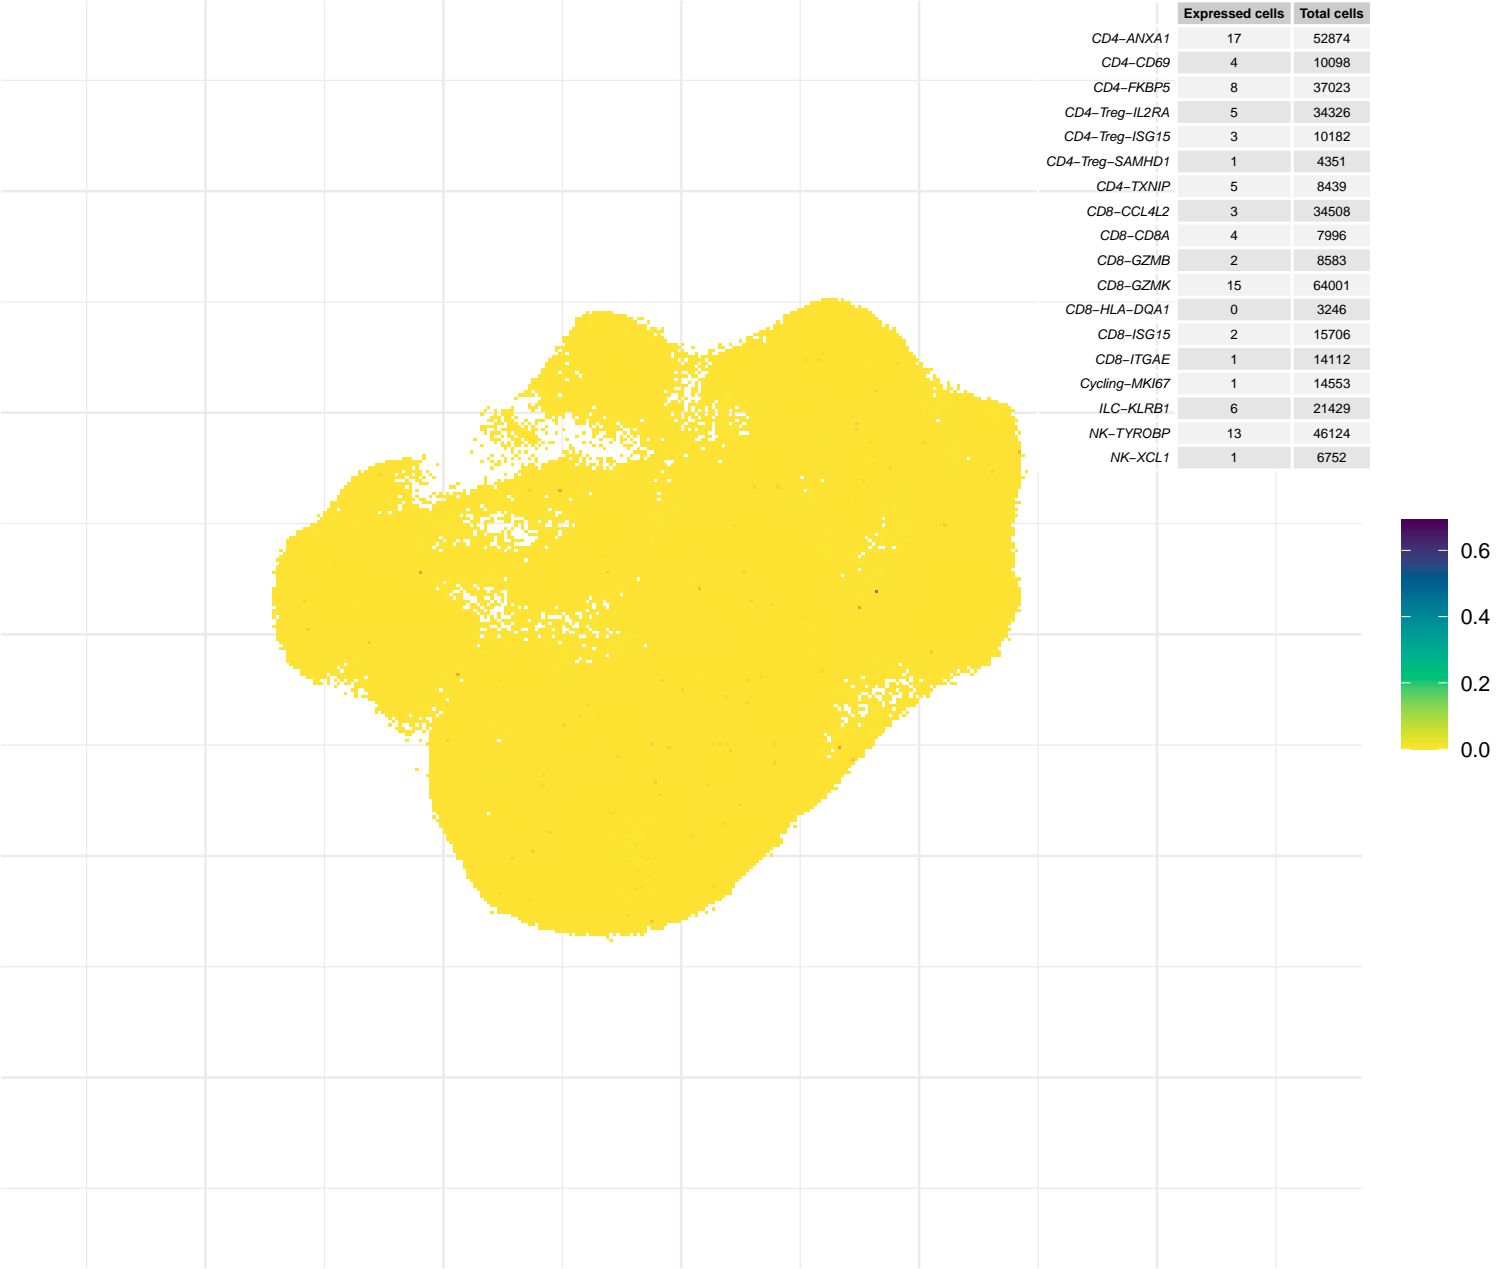 Expressed cells Total cells
CD4−ANXA1 17 52874
CD4−CD69 4 10098
CD4−FKBP5 8 37023
CD4−Treg−IL2RA 5 34326
CD4−Treg−ISG15 3 10182
CD4−Treg−SAMHD1 1 4351
CD4−TXNIP 5 8439
CD8−CCL4L2 3 34508
CD8−CD8A 4 7996
CD8−GZMB 2 8583
CD8−GZMK 15 64001
CD8−HLA−DQA1 0 3246
CD8−ISG15 2 15706
CD8−ITGAE 1 14112
Cycling−MKI67 1 14553
ILC−KLRB1 6 21429
NK−TYROBP 13 46124
NK−XCL1 1 6752
0.6
0.4
0.2
0.0